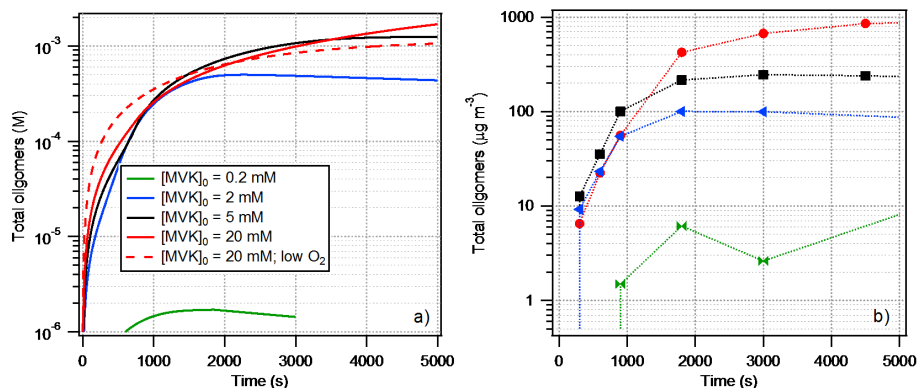 10⁻³
10⁻⁴
10⁻⁵
10⁻⁶
Total oligomers (M)
[MVK]₀ = 0.2 mM
[MVK]₀ = 2 mM
[MVK]₀ = 5 mM
[MVK]₀ = 20 mM
[MVK]₀ = 20 mM; low O₂
a)
0 1000 2000 3000 4000 5000
Time (s)
1000
100
10
1
Total oligomers (µg m⁻³)
b)
0 1000 2000 3000 4000 5000
Time (s)